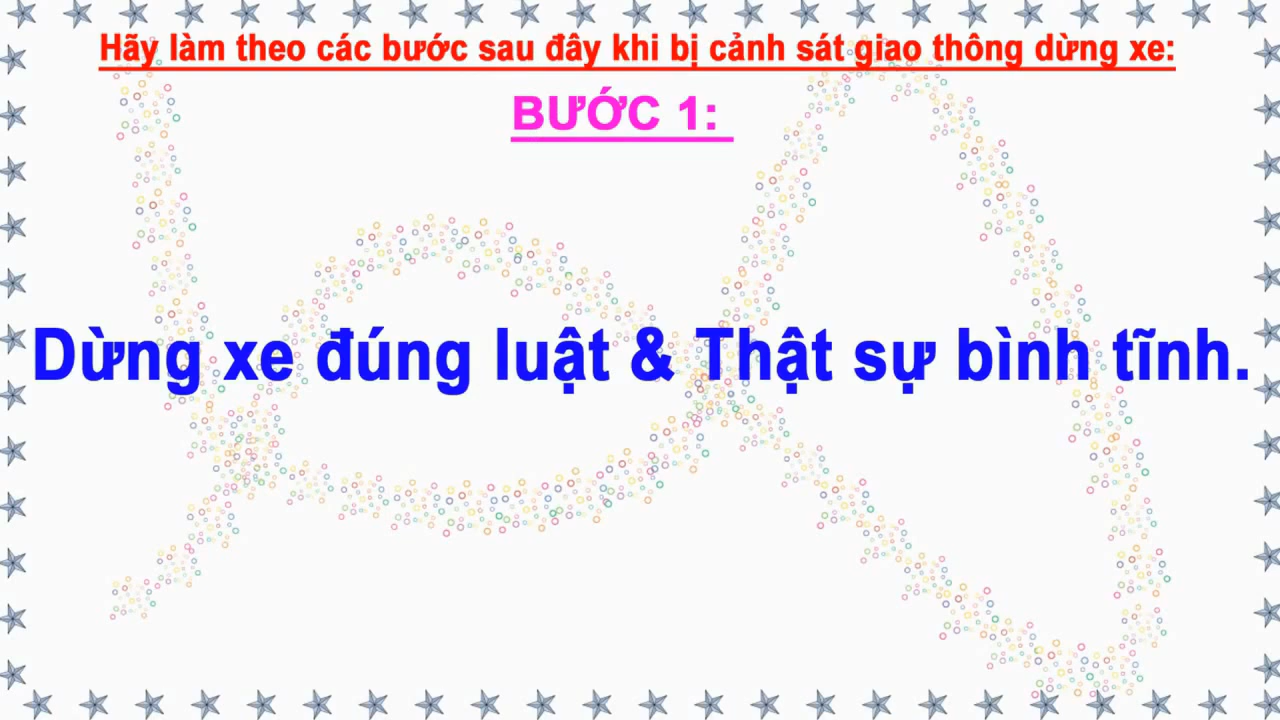 Hãy làm theo các bước sau đây khi bị cảnh sát giao thông dừng xe:
BƯỚC 1:
Dừng xe đúng luật & Thật sự bình tĩnh.